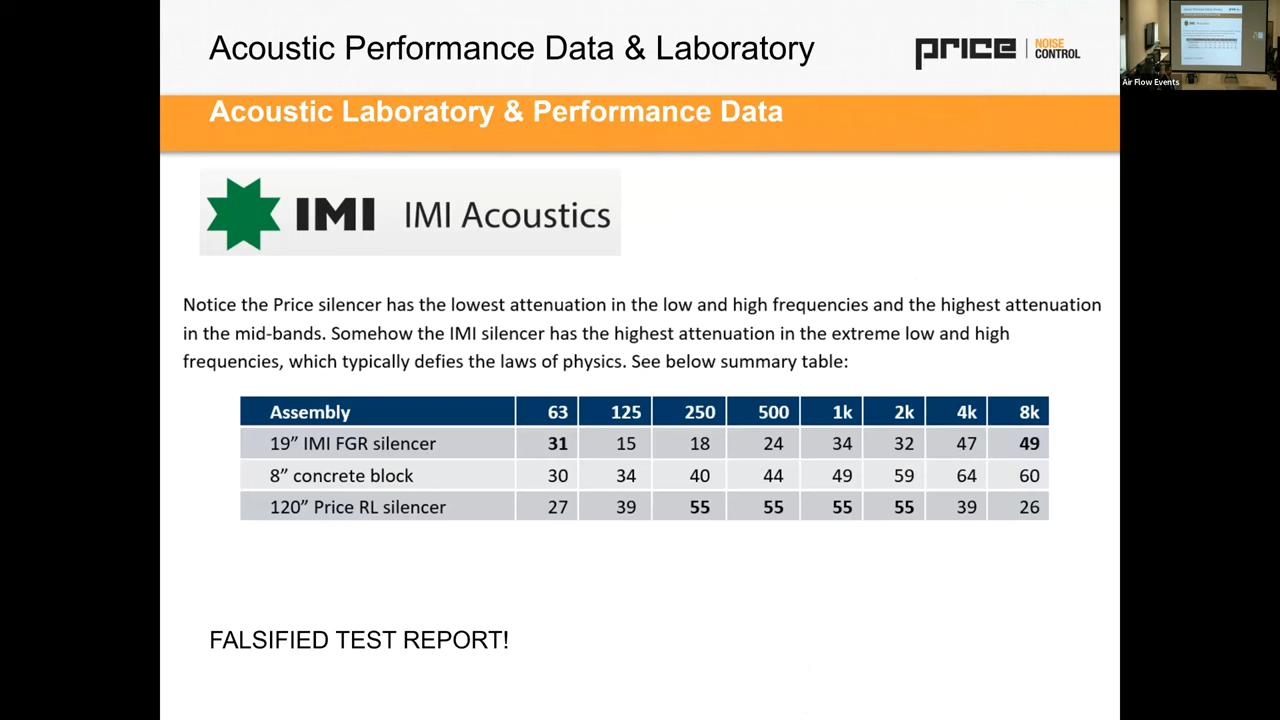 Acoustic Performance Data & Laboratory
price | NOISE CONTROL
Air Flow Events
Acoustic Laboratory & Performance Data
IMI IMI Acoustics
Notice the Price silencer has the lowest attenuation in the low and high frequencies and the highest attenuation
in the mid-bands. Somehow the IMI silencer has the highest attenuation in the extreme low and high
frequencies, which typically defies the laws of physics. See below summary table:
Assembly 63 125 250 500 1k 2k 4k 8k
19” IMI FGR silencer 31 15 18 24 34 32 47 49
8” concrete block 30 34 40 44 49 59 64 60
120” Price RL silencer 27 39 55 55 55 55 39 26
FALSIFIED TEST REPORT!